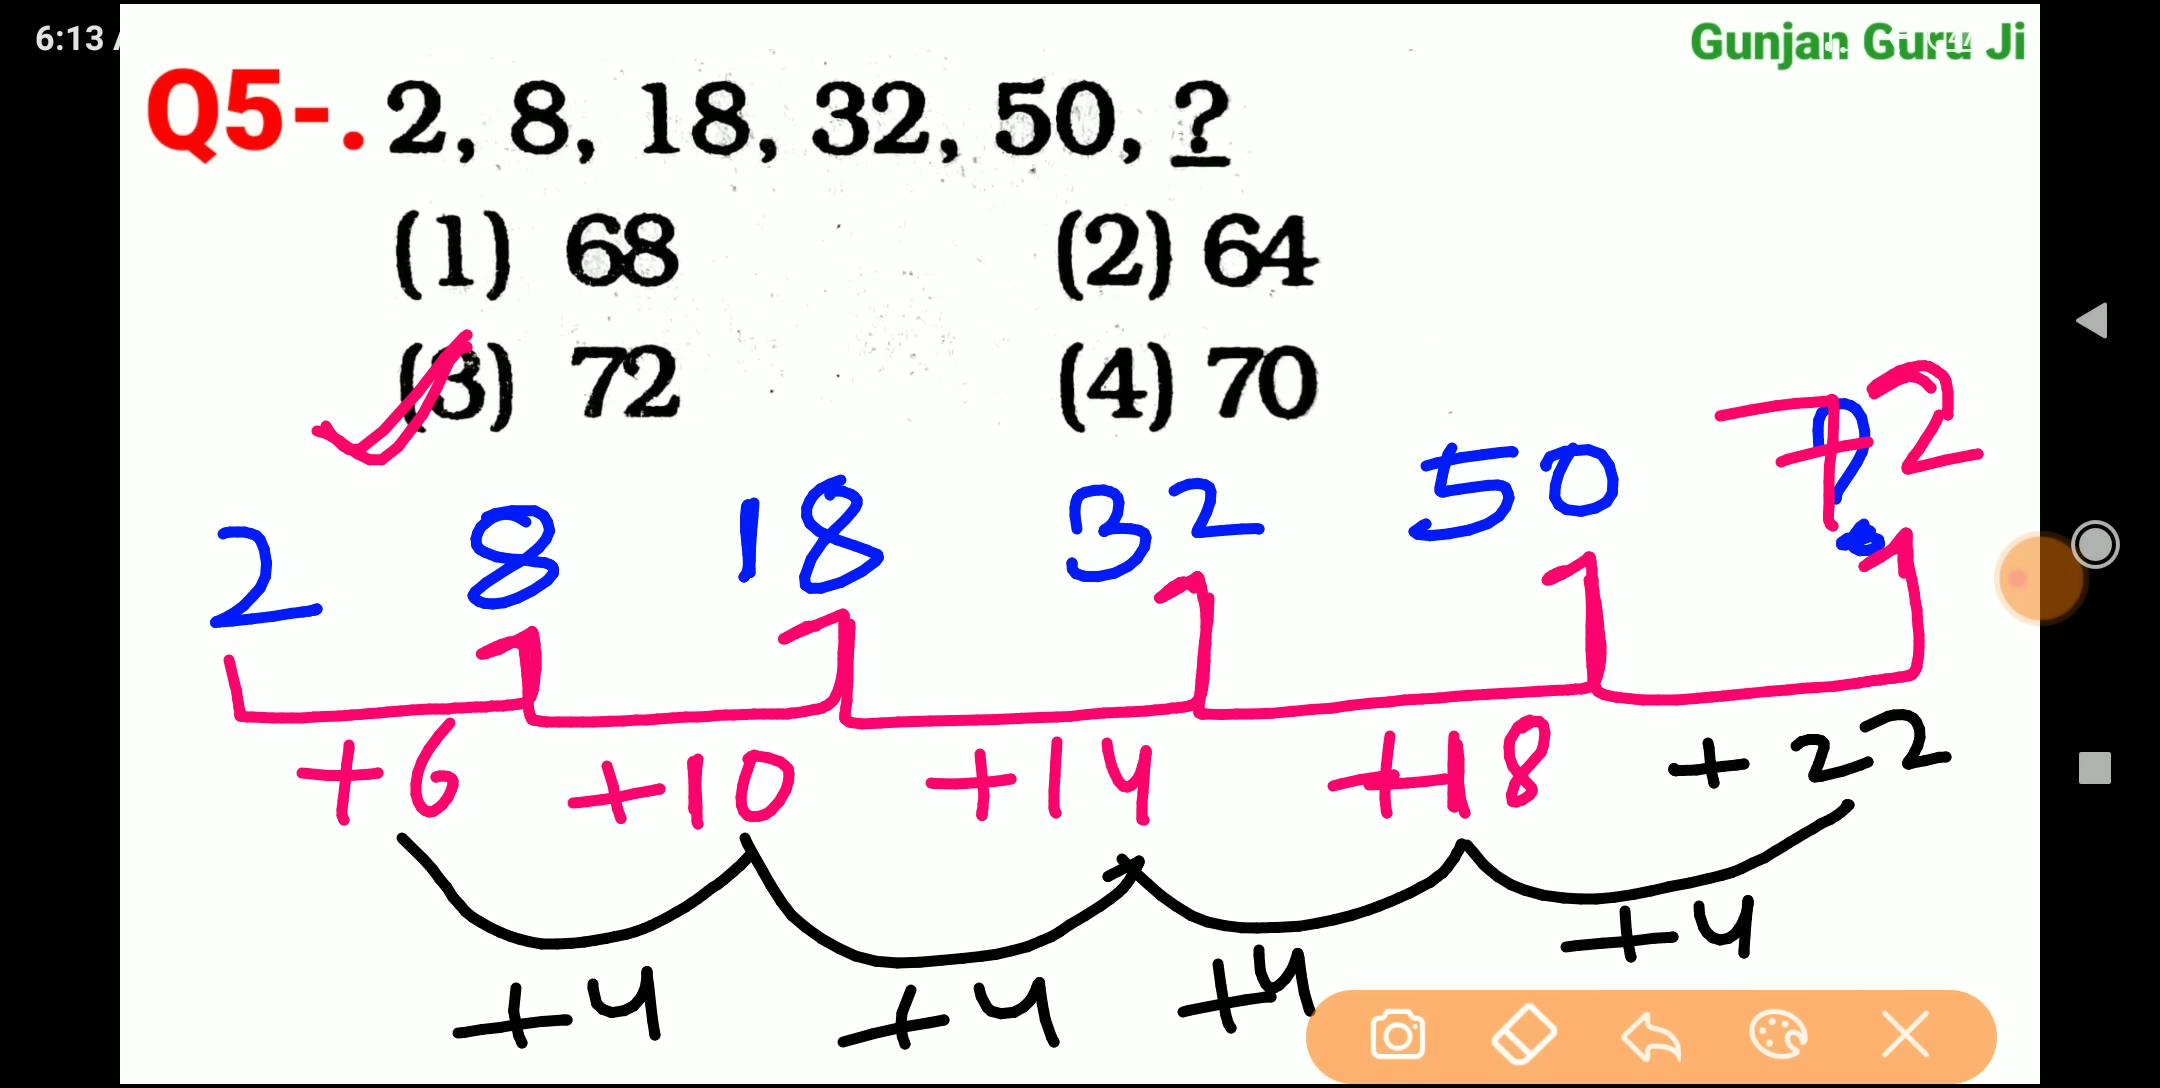 6:13 A
Gunjan Guru Ji
Q5-. 2, 8, 18, 32, 50, ?
(1) 68 (2) 64
(3) 72 (4) 70
2 8 18 32 50 72
+6 +10 +14 +18 +22
+4 +4 +4 +4